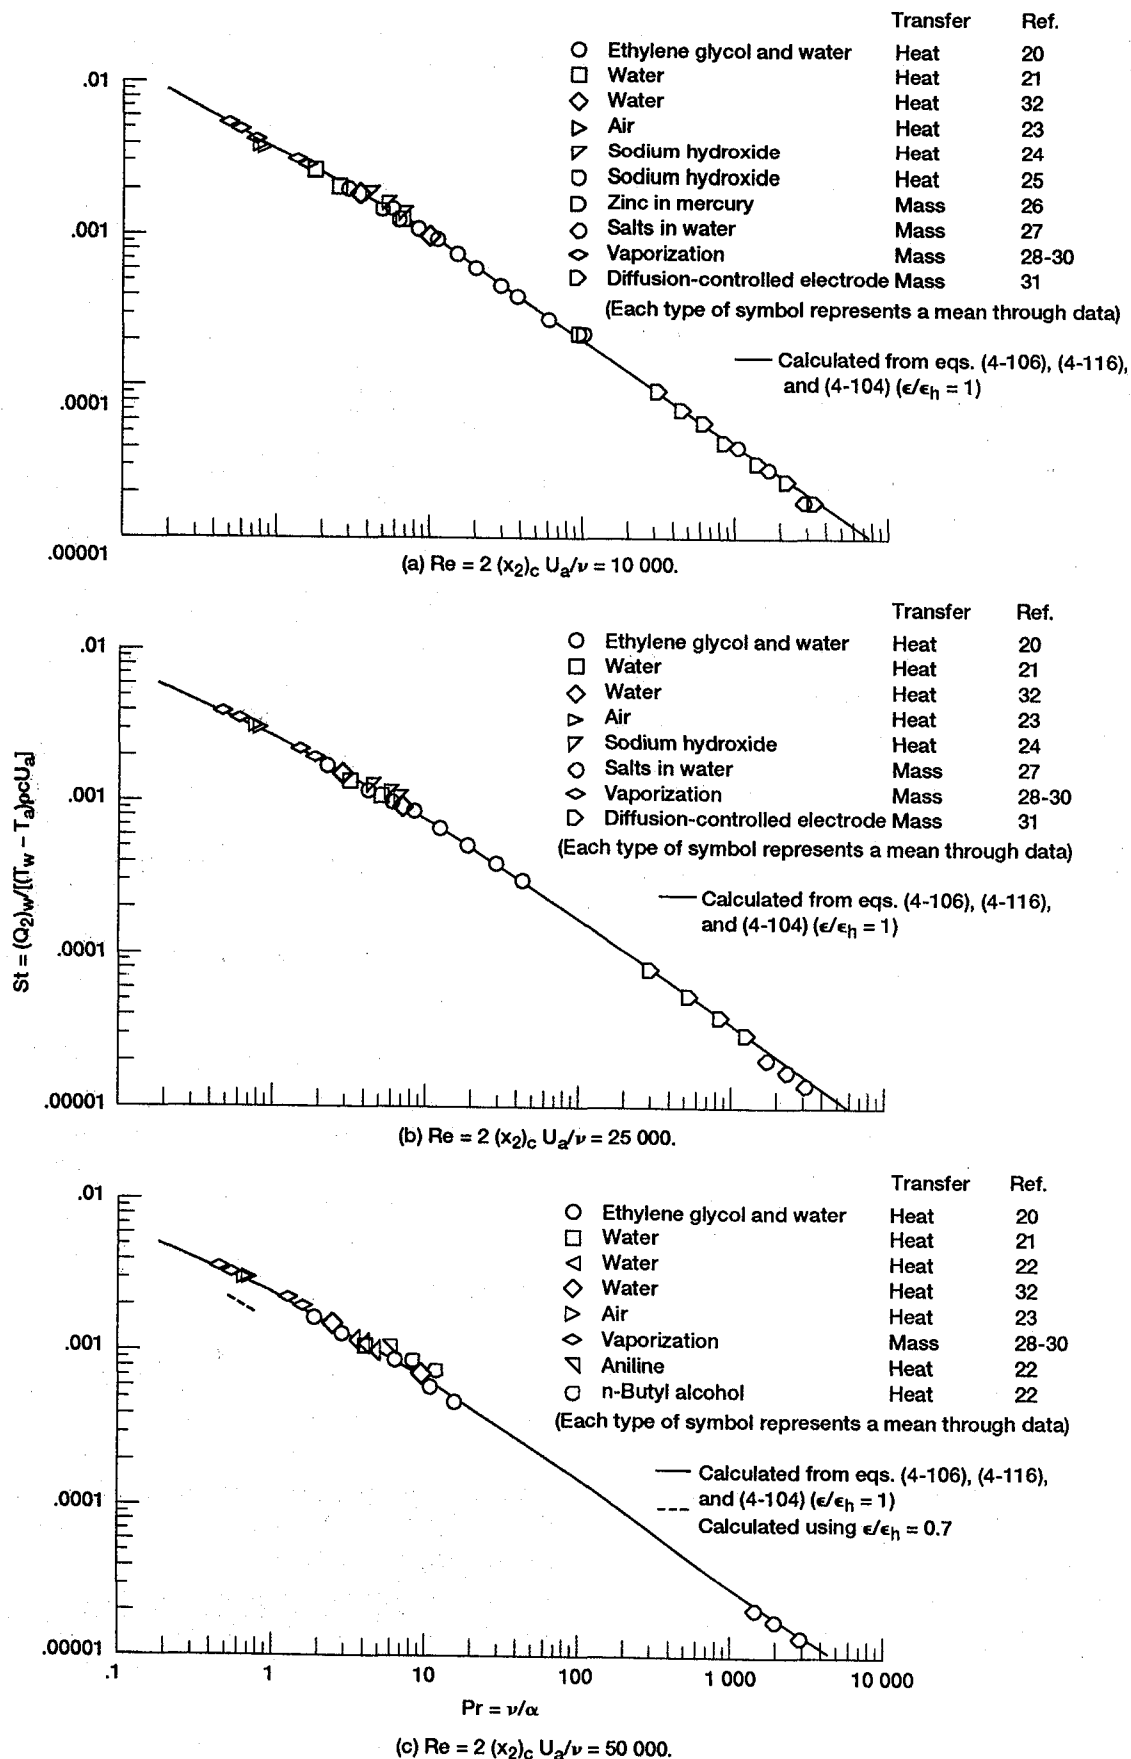 Transfer Ref.
Ethylene glycol and water Heat 20
Water Heat 21
Water Heat 32
Air Heat 23
Sodium hydroxide Heat 24
Sodium hydroxide Heat 25
Zinc in mercury Mass 26
Salts in water Mass 27
Vaporization Mass 28-30
Diffusion-controlled electrode Mass 31
(Each type of symbol represents a mean through data)
Calculated from eqs. (4-106), (4-116),
and (4-104) (ϵ/ϵh = 1)
.01
.001
.0001
.00001
(a) Re = 2 (x2)c Ua/ν = 10 000.
Transfer Ref.
Ethylene glycol and water Heat 20
Water Heat 21
Water Heat 32
Air Heat 23
Sodium hydroxide Heat 24
Salts in water Mass 27
Vaporization Mass 28-30
Diffusion-controlled electrode Mass 31
(Each type of symbol represents a mean through data)
Calculated from eqs. (4-106), (4-116),
and (4-104) (ϵ/ϵh = 1)
.01
.001
.0001
.00001
St = (Q2)w/[(Tw – Ta)ρcUa]
(b) Re = 2 (x2)c Ua/ν = 25 000.
Transfer Ref.
Ethylene glycol and water Heat 20
Water Heat 21
Water Heat 22
Water Heat 32
Air Heat 23
Vaporization Mass 28-30
Aniline Heat 22
n-Butyl alcohol Heat 22
(Each type of symbol represents a mean through data)
Calculated from eqs. (4-106), (4-116),
and (4-104) (ϵ/ϵh = 1)
Calculated using ϵ/ϵh = 0.7
.01
.001
.0001
.00001
.1 1 10 100 1 000 10 000
Pr = ν/α
(c) Re = 2 (x2)c Ua/ν = 50 000.